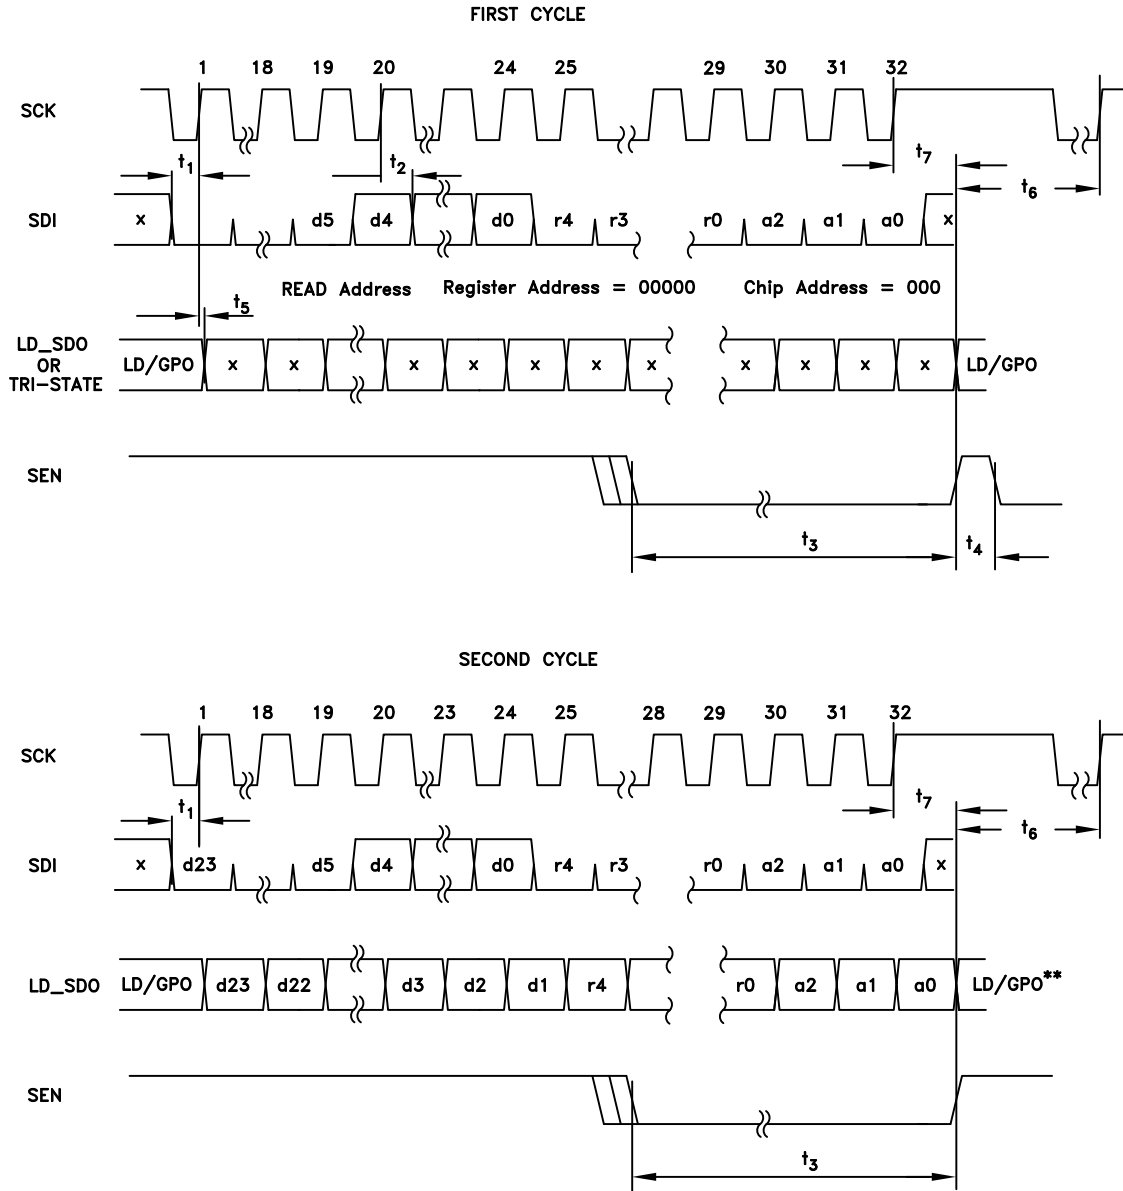 FIRST CYCLE
1 18 19 20 24 25 29 30 31 32
SCK
t1 t2 t7 t6
SDI x d5 d4 d0 r4 r3 r0 a2 a1 a0 x
READ Address Register Address = 00000 Chip Address = 000
t5
LD_SDO
OR
TRI-STATE
LD/GPO x x x x x x x x x x x LD/GPO
SEN
t3 t4
SECOND CYCLE
1 18 19 20 23 24 25 28 29 30 31 32
SCK
t1 t7 t6
SDI x d23 d5 d4 d0 r4 r3 r0 a2 a1 a0 x
LD_SDO LD/GPO d23 d22 d3 d2 d1 r4 r0 a2 a1 a0 LD/GPO**
SEN
t3